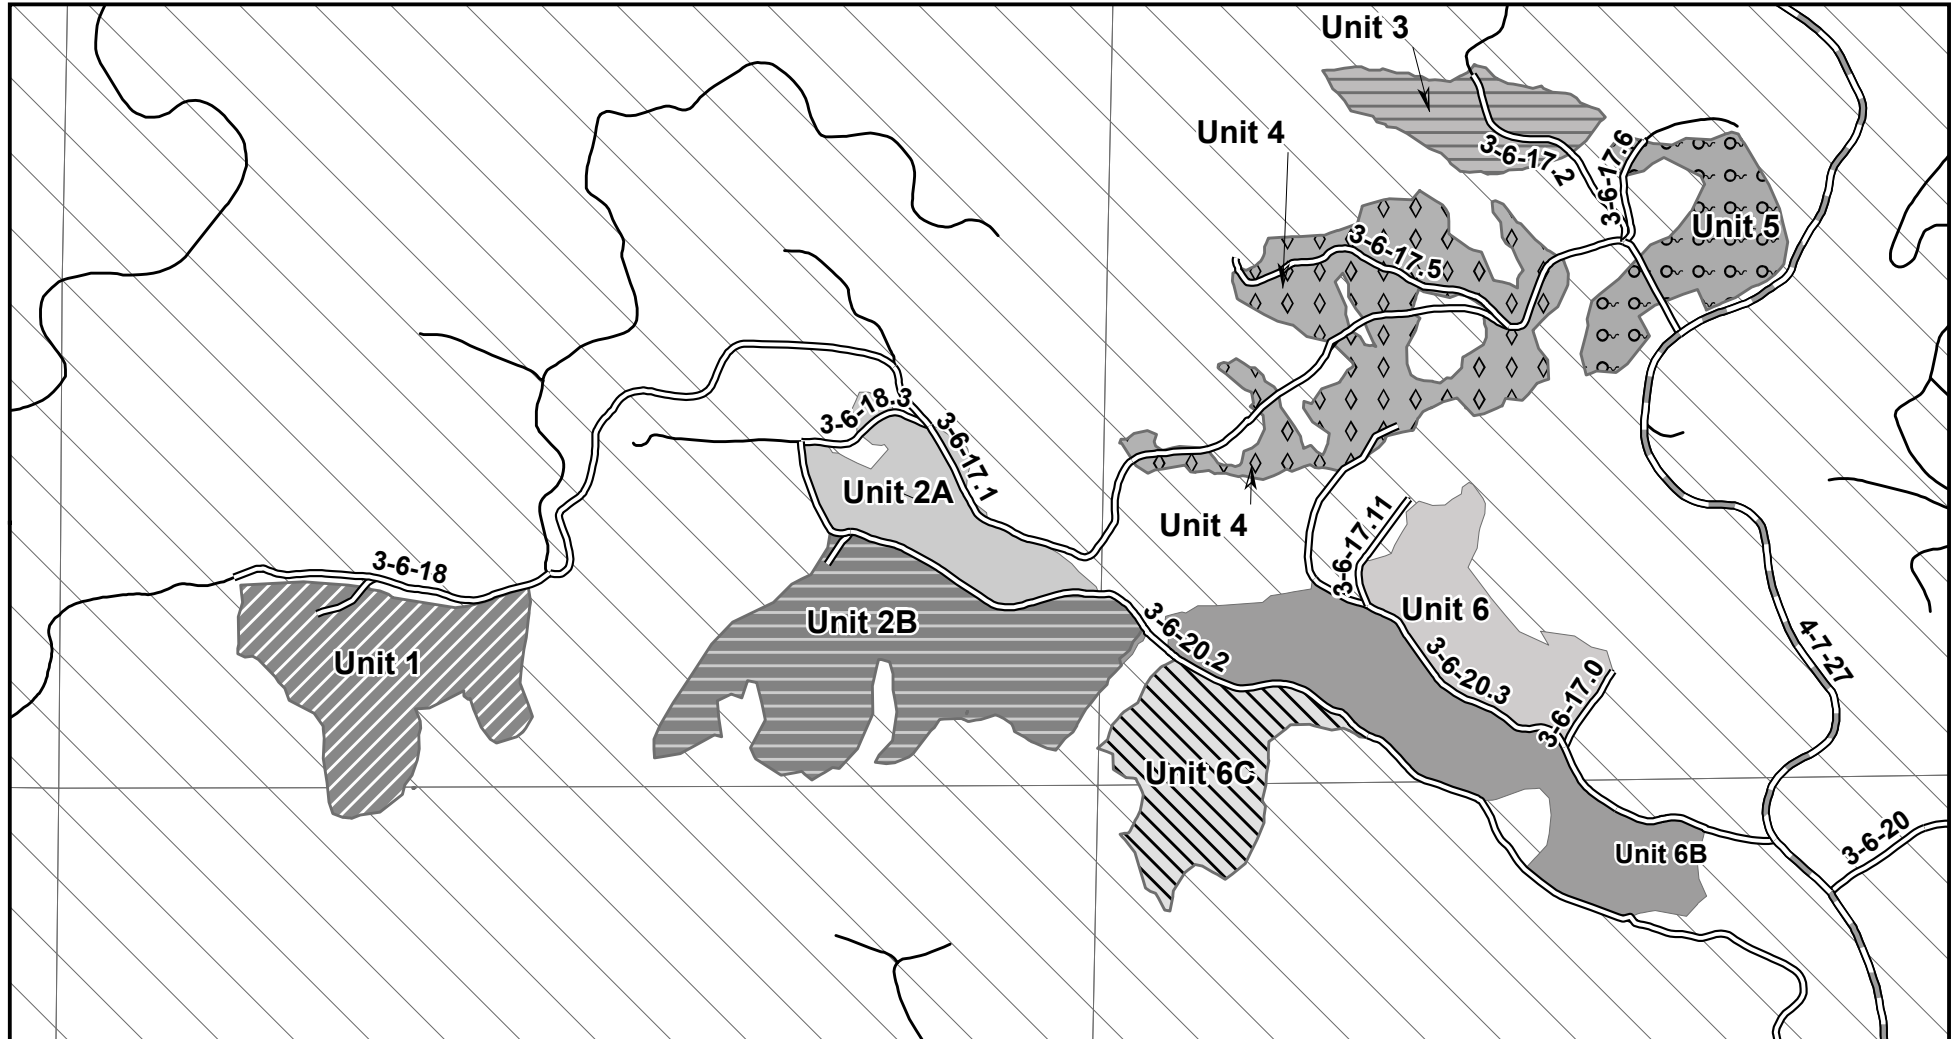 Unit 3
Unit 4
3-6-17.2
3-6-17.6
Unit 5
3-6-17.5
3-6-18.3
3-6-17.1
Unit 2A
Unit 4
3-6-17.11
3-6-18
Unit 1
Unit 2B
3-6-20.2
Unit 6
3-6-20.3
3-6-17.0
4-7-27
Unit 6C
Unit 6B
3-6-20